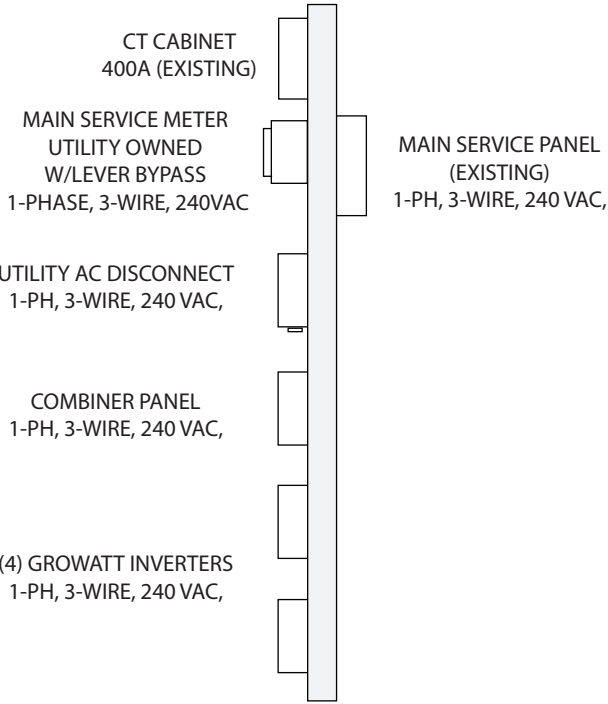 CT CABINET
400A (EXISTING)
MAIN SERVICE METER
UTILITY OWNED
W/LEVER BYPASS
1-PHASE, 3-WIRE, 240VAC
MAIN SERVICE PANEL
(EXISTING)
1-PH, 3-WIRE, 240 VAC,
UTILITY AC DISCONNECT
1-PH, 3-WIRE, 240 VAC,
COMBINER PANEL
1-PH, 3-WIRE, 240 VAC,
(4) GROWATT INVERTERS
1-PH, 3-WIRE, 240 VAC,